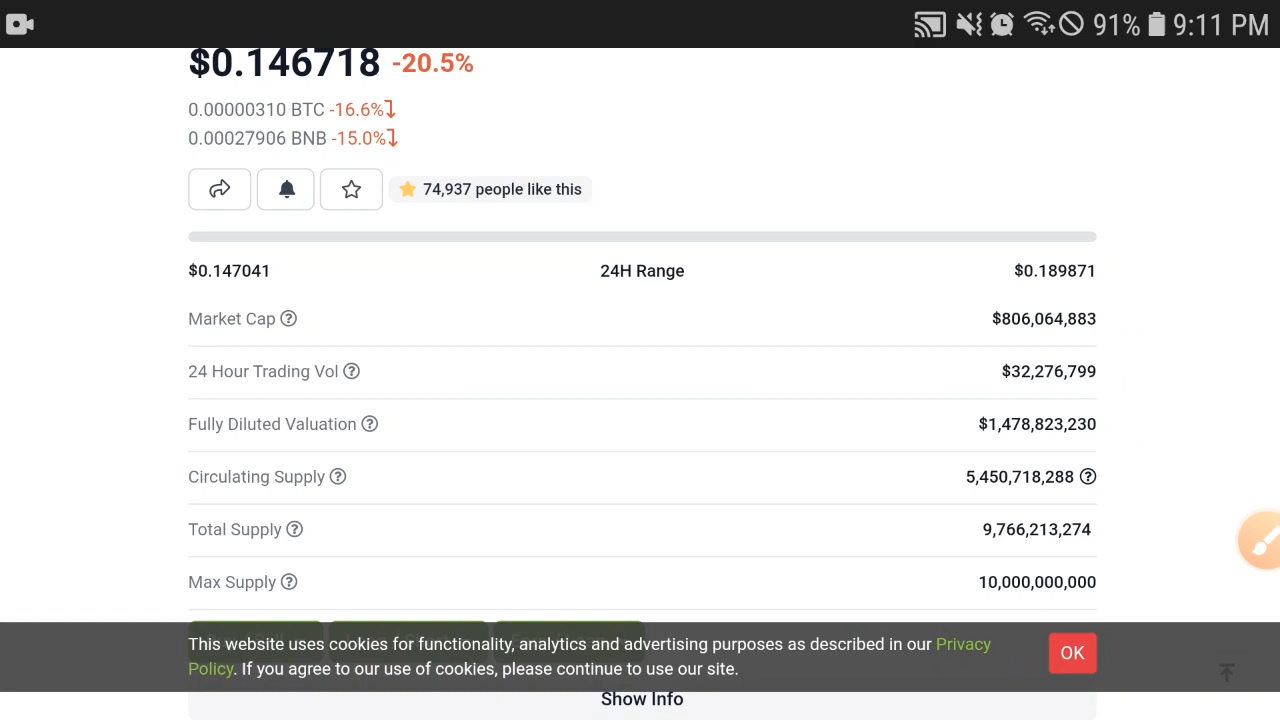 91% 9:11 PM
$0.146718 -20.5%
0.00000310 BTC -16.6%
0.00027906 BNB -15.0%
74,937 people like this
$0.147041 24H Range $0.189871
Market Cap $806,064,883
24 Hour Trading Vol $32,276,799
Fully Diluted Valuation $1,478,823,230
Circulating Supply 5,450,718,288
Total Supply 9,766,213,274
Max Supply 10,000,000,000
This website uses cookies for functionality, analytics and advertising purposes as described in our Privacy
Policy. If you agree to our use of cookies, please continue to use our site.
OK
Show Info